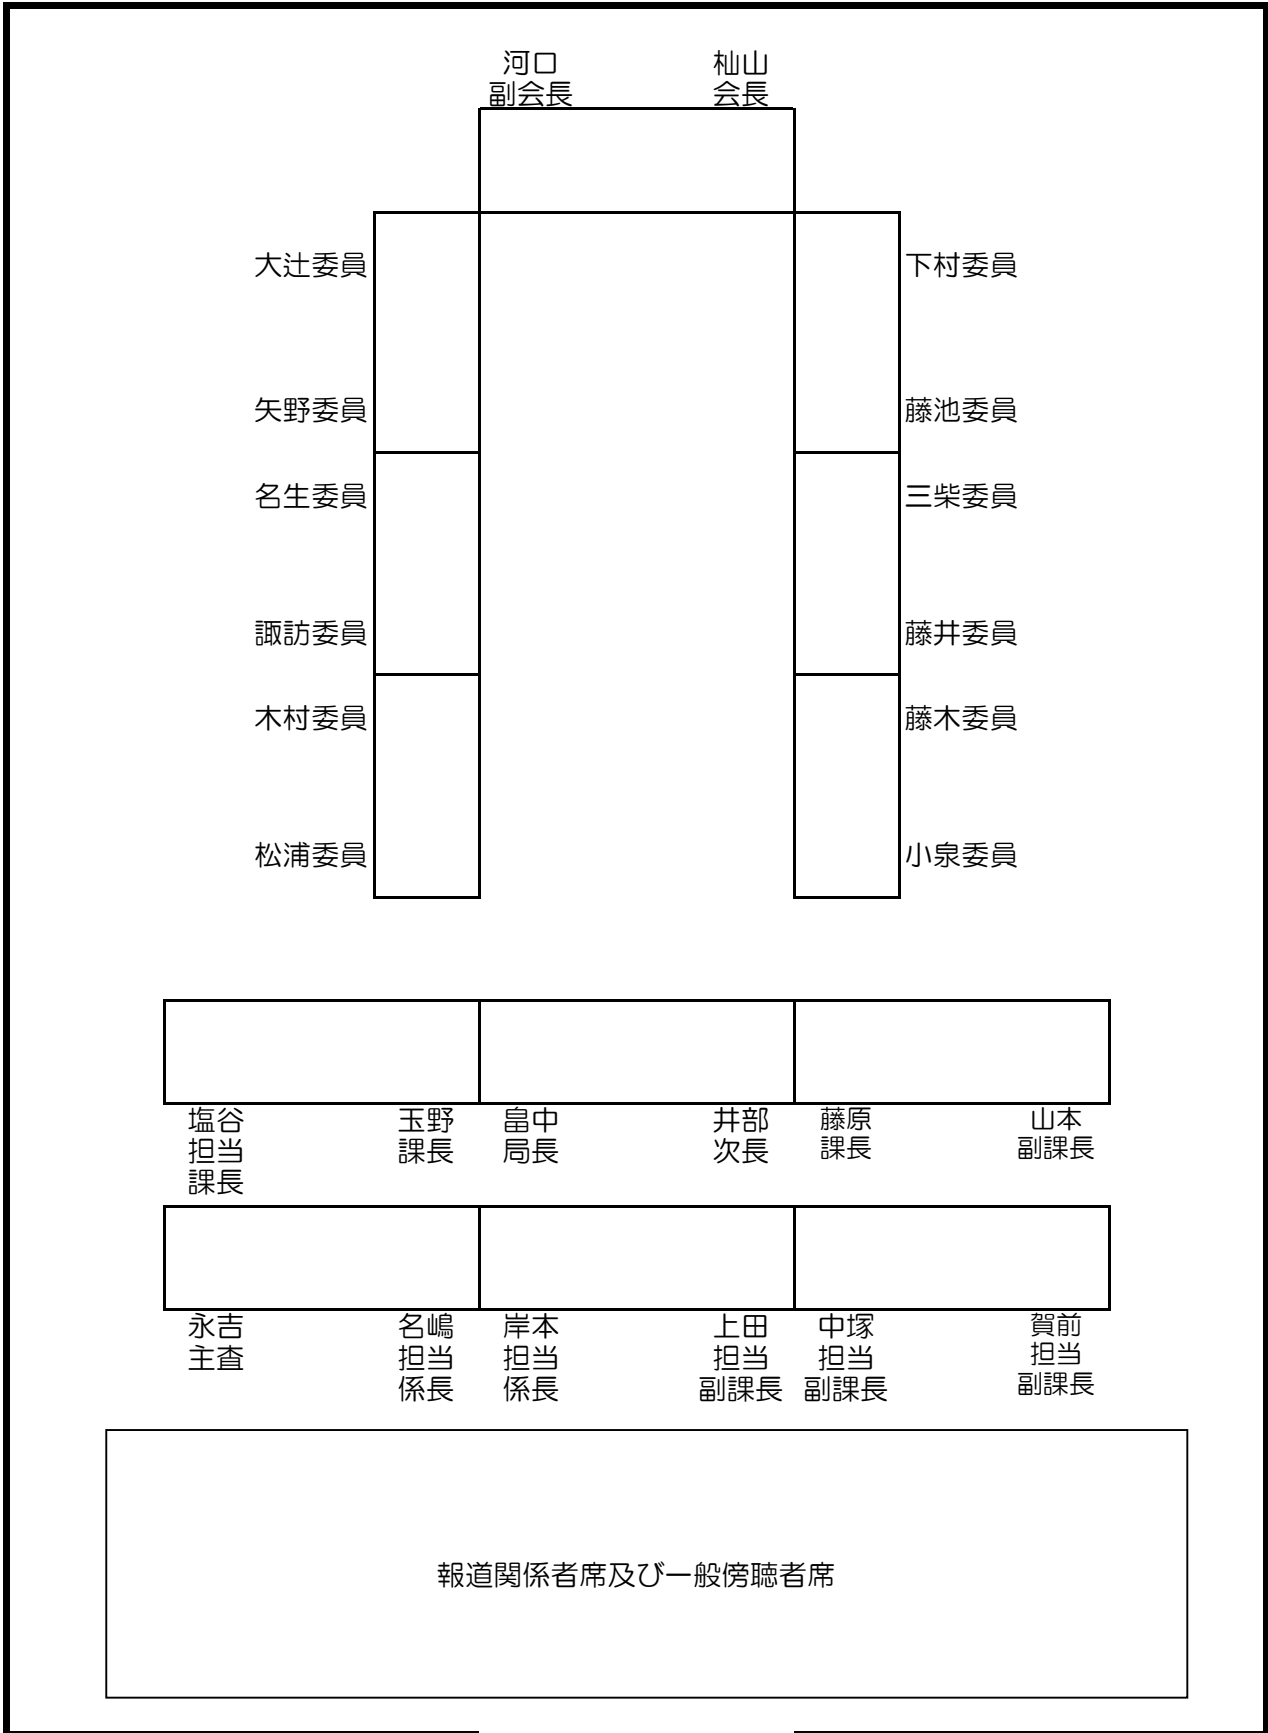 河口
副会長
杣山
会長
大辻委員
下村委員
矢野委員
藤池委員
名生委員
三柴委員
諏訪委員
藤井委員
木村委員
藤木委員
松浦委員
小泉委員
塩谷
担当
課長
玉野
課長
畠中
局長
井部
次長
藤原
課長
山本
副課長
永吉
主査
名嶋
担当
係長
岸本
担当
係長
上田
担当
副課長
中塚
担当
副課長
賀前
担当
副課長
報道関係者席及び一般傍聴者席